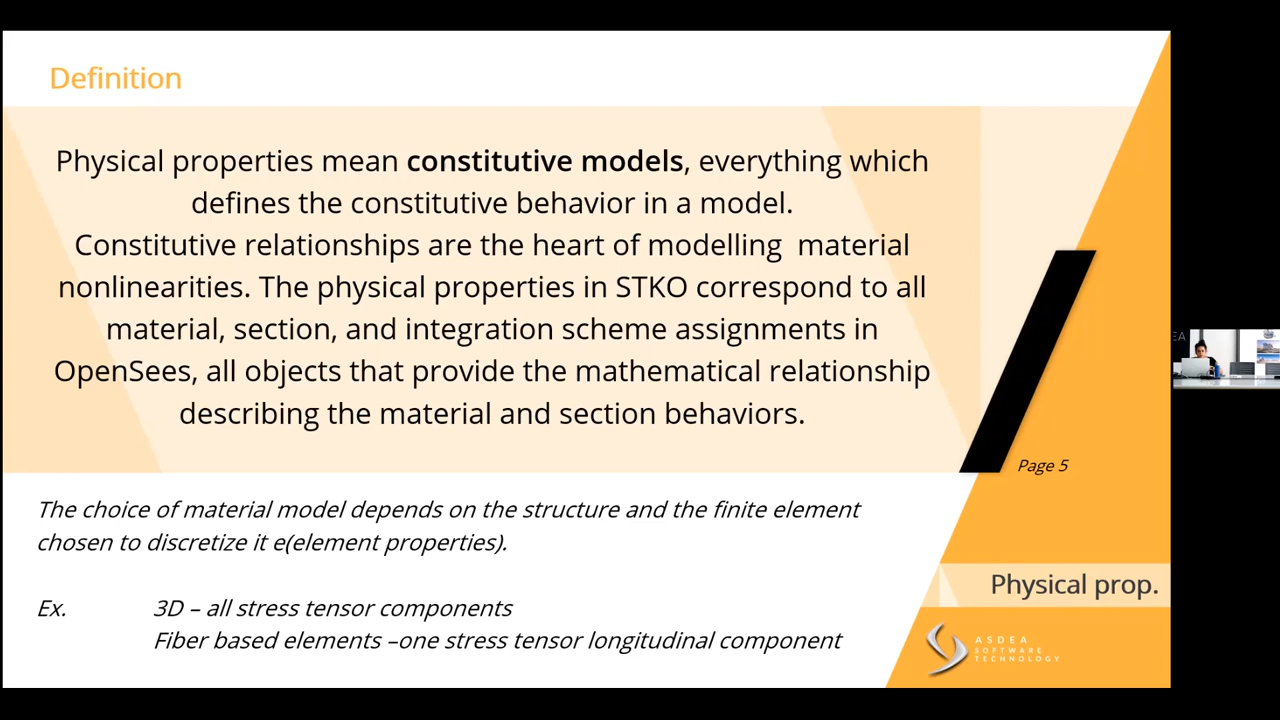 Definition
Physical properties mean constitutive models, everything which
defines the constitutive behavior in a model.
Constitutive relationships are the heart of modelling  material
nonlinearities. The physical properties in STKO correspond to all
material, section, and integration scheme assignments in
OpenSees, all objects that provide the mathematical relationship
describing the material and section behaviors.
Page 5
The choice of material model depends on the structure and the finite element
chosen to discretize it e(element properties).
Ex. 3D – all stress tensor components
Fiber based elements –one stress tensor longitudinal component
Physical prop.
ASDEA
SOFTWARE
TECHNOLOGY
EA